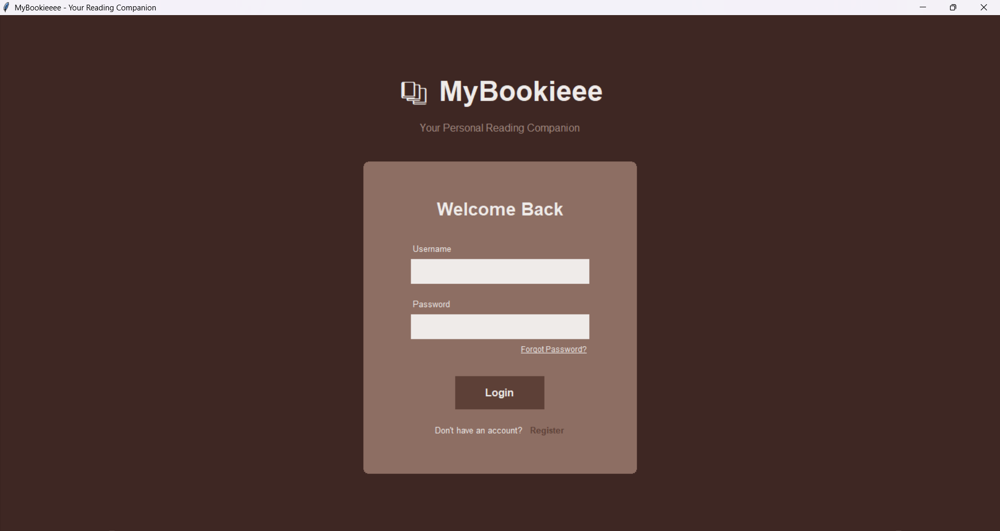 MyBookieeee - Your Reading Companion
MyBookieee
Your Personal Reading Companion
Welcome Back
Username
Password
Forgot Password?
Login
Don't have an account? Register